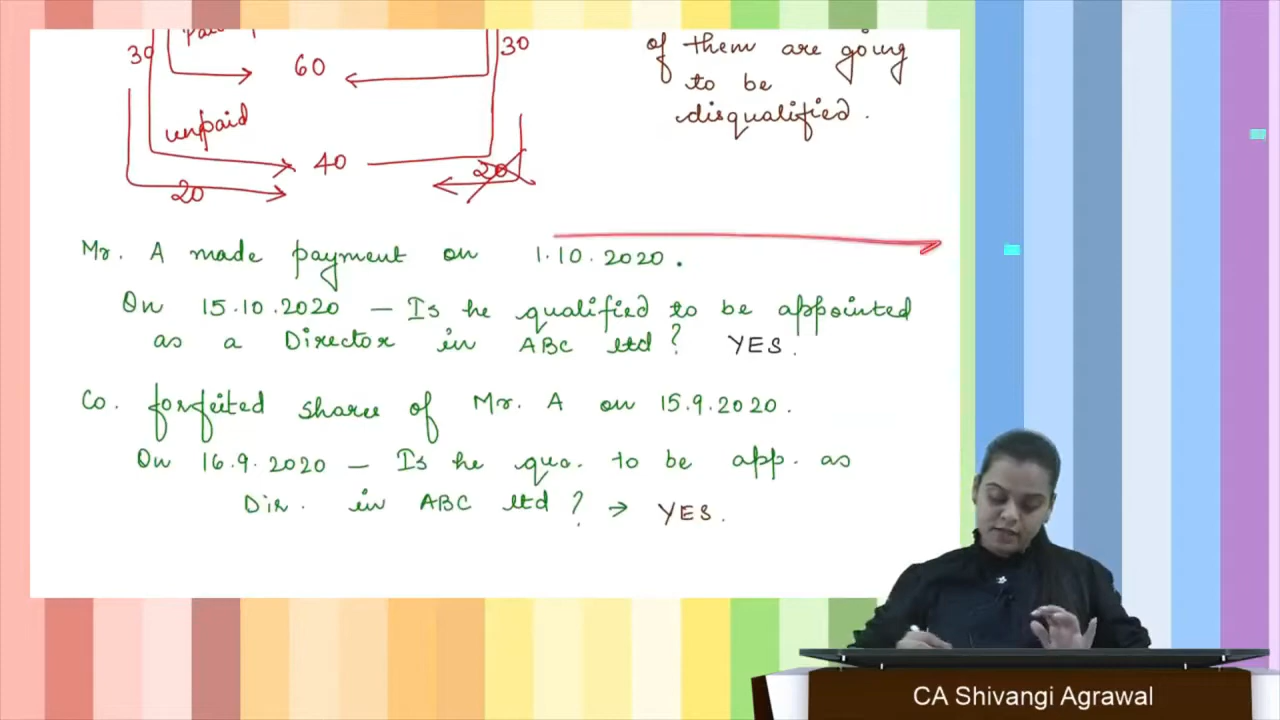 30
60
30
unpaid
40
20
20
of them are going
to be
disqualified.
Mr. A made payment on 1.10.2020.
On 15.10.2020 – Is he qualified to be appointed
as a Director in ABC ltd? YES.
Co. forfeited share of Mr. A on 15.9.2020.
On 16.9.2020 – Is he qua. to be app. as
Dir. in ABC ltd? → YES.
CA Shivangi Agrawal